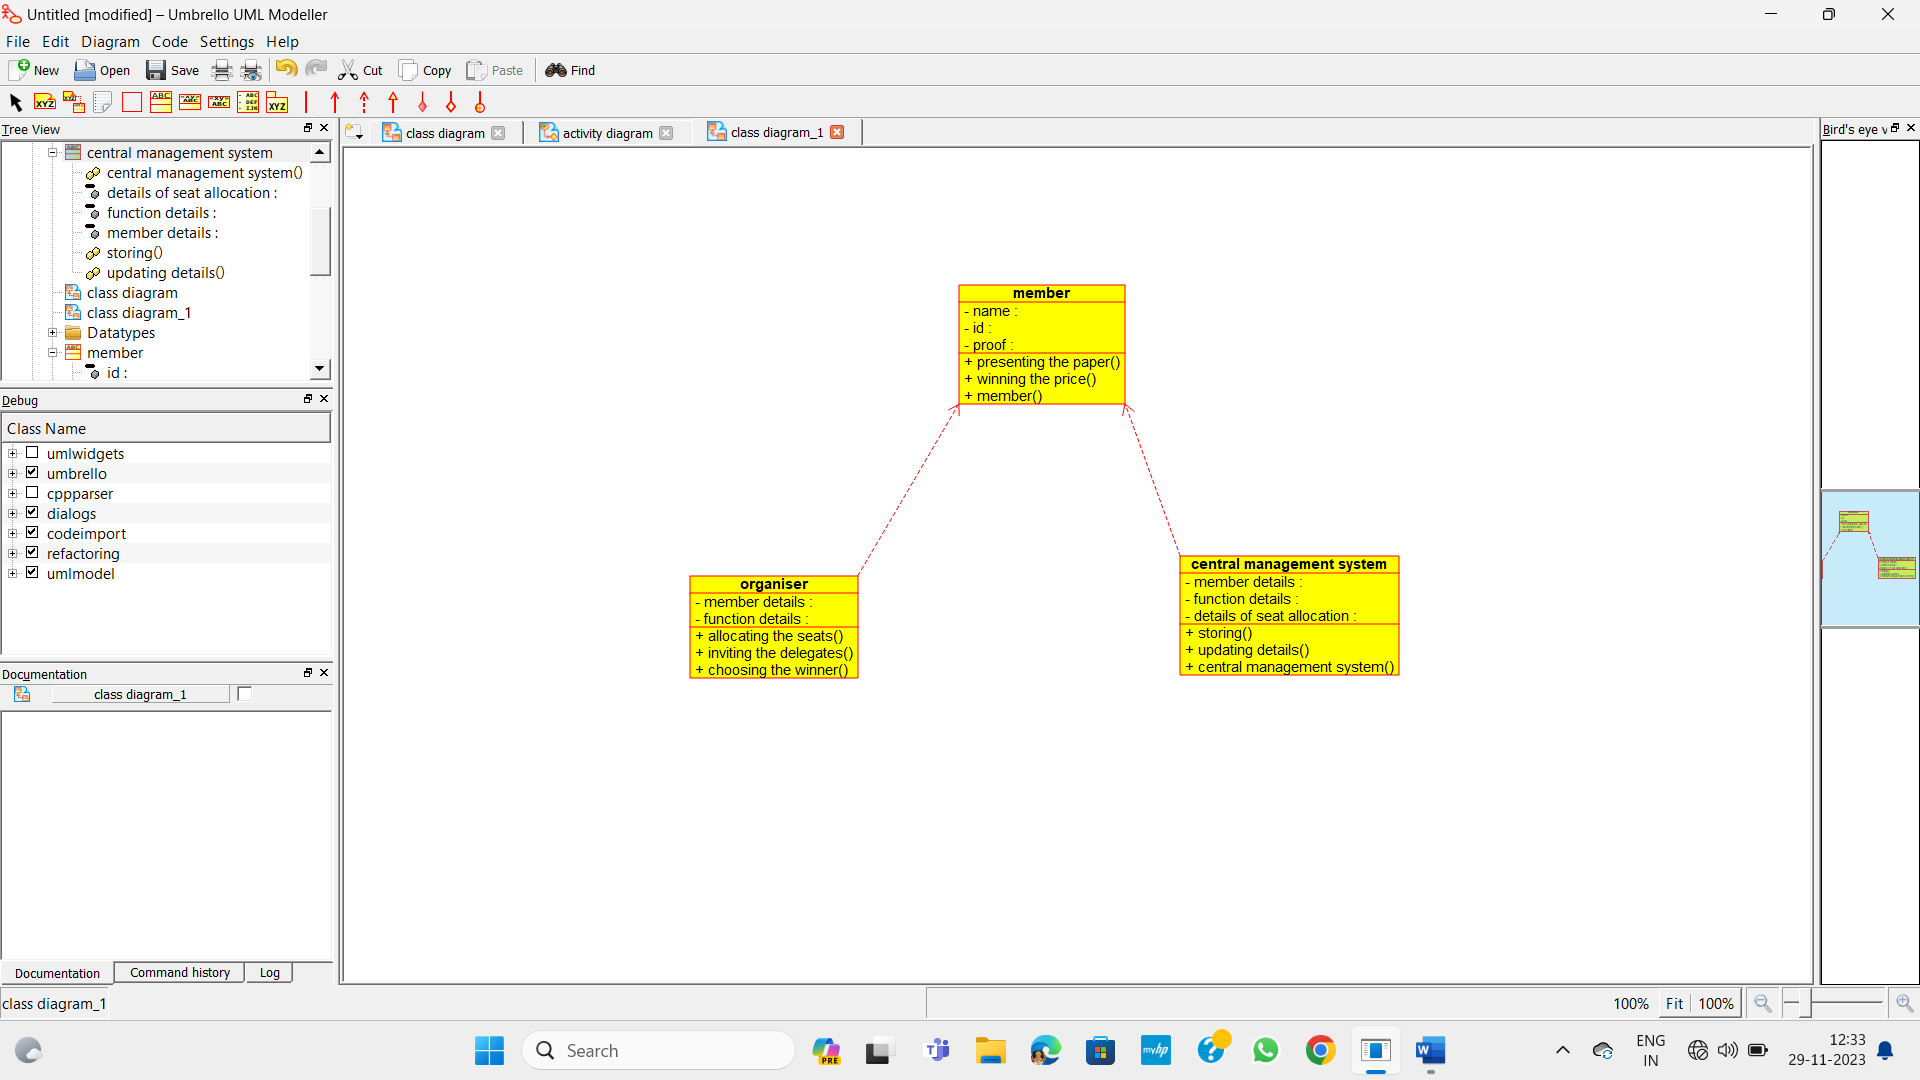 Untitled [modified] – Umbrello UML Modeller
File Edit Diagram Code Settings Help
New Open Save Cut Copy Paste Find
Tree View
central management system
central management system()
details of seat allocation :
function details :
member details :
storing()
updating details()
class diagram
class diagram_1
Datatypes
member
id :
Debug
Class Name
umlwidgets
umbrello
cppparser
dialogs
codeimport
refactoring
umlmodel
Documentation
class diagram_1
Documentation Command history Log
class diagram activity diagram class diagram_1
member
- name :
- id :
- proof :
+ presenting the paper()
+ winning the price()
+ member()
organiser
- member details :
- function details :
+ allocating the seats()
+ inviting the delegates()
+ choosing the winner()
central management system
- member details :
- function details :
- details of seat allocation :
+ storing()
+ updating details()
+ central management system()
Bird's eye v
class diagram_1
100% Fit 100%
Search
PRE
myhp
ENG
IN
12:33
29-11-2023